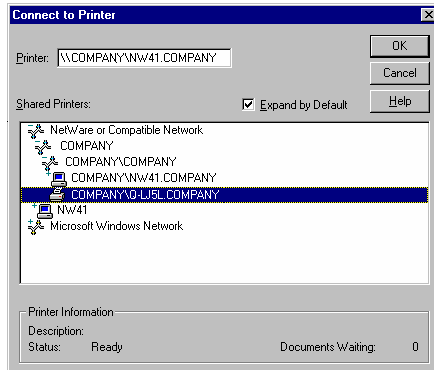 Connect to Printer
Printer: \\COMPANY\NW41.COMPANY
OK
Cancel
Shared Printers:
Expand by Default
Help
NetWare or Compatible Network
COMPANY
COMPANY\COMPANY
COMPANY\NW41.COMPANY
COMPANY\Q-LJ5L.COMPANY
NW41
Microsoft Windows Network
Printer Information
Description:
Status: Ready Documents Waiting: 0